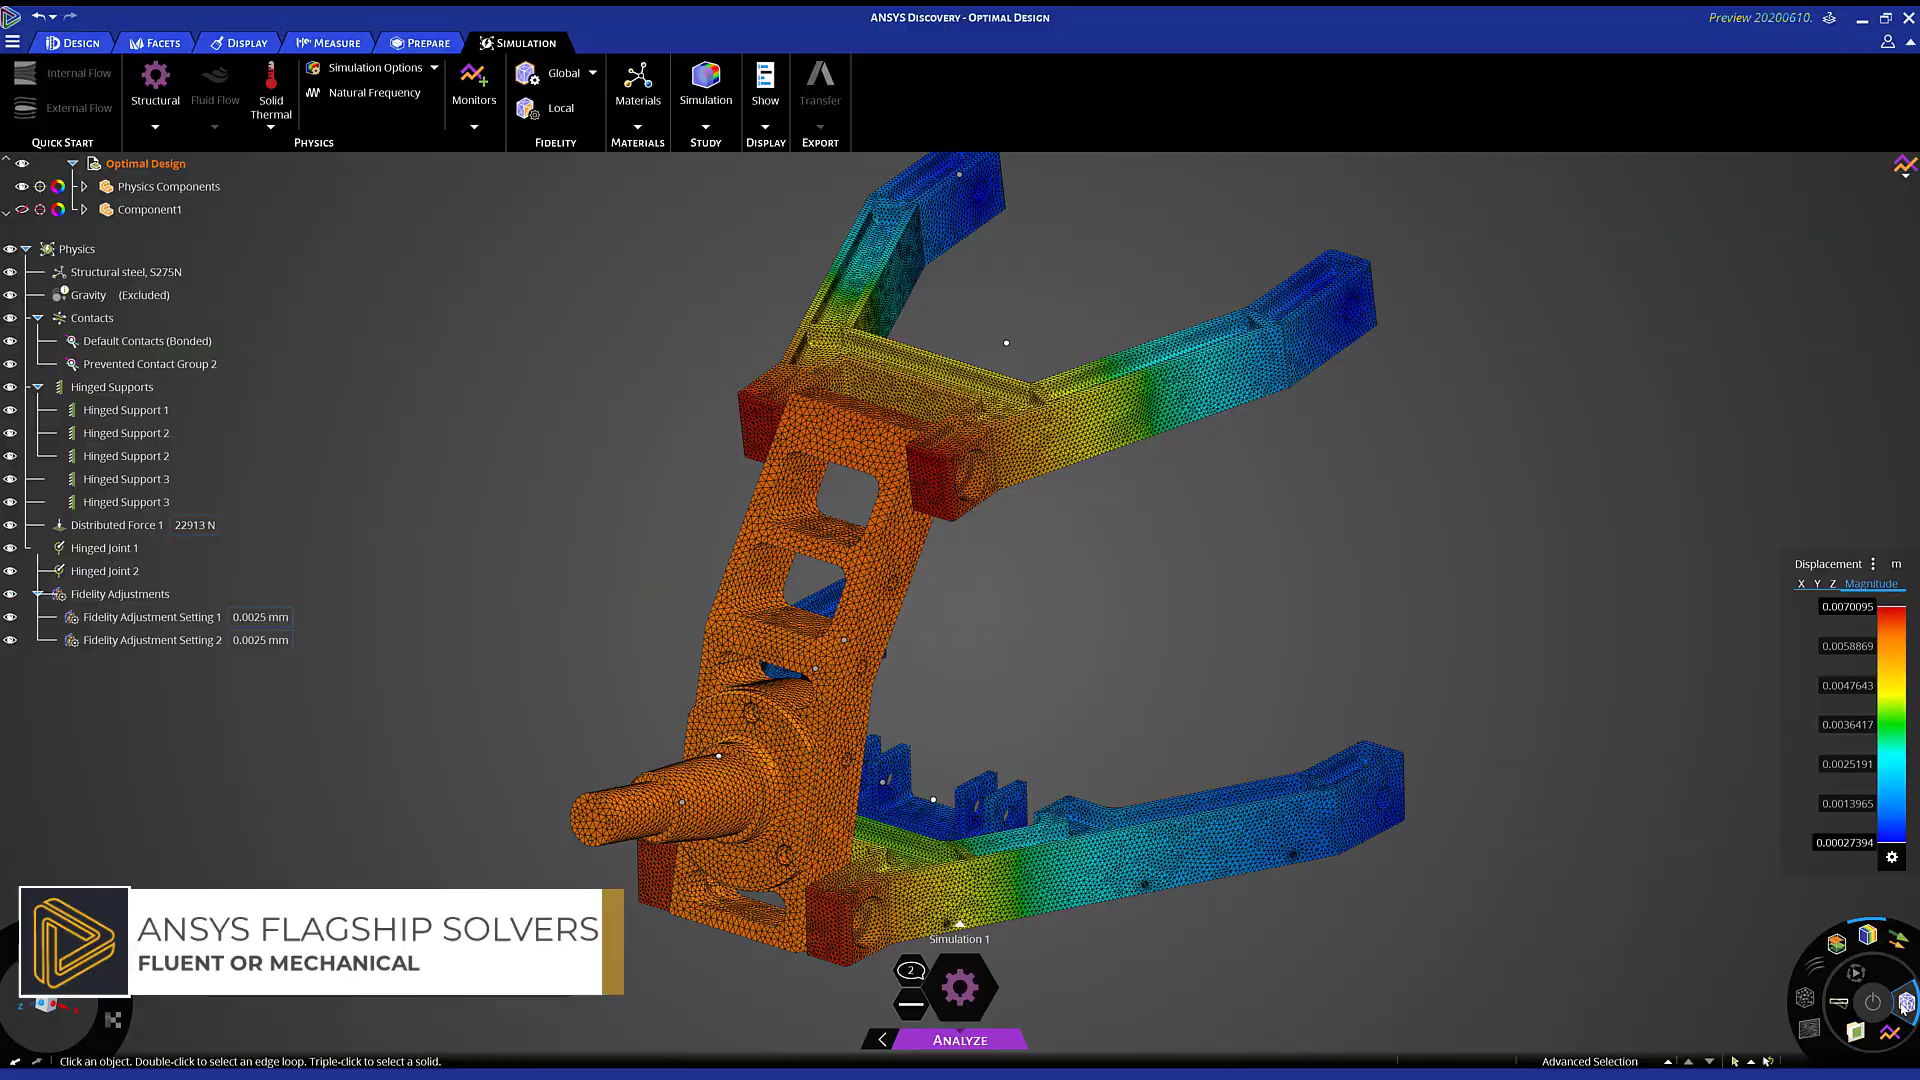 ANSYS Discovery - Optimal Design
Preview 20200610.
DESIGN
FACETS
DISPLAY
MEASURE
PREPARE
SIMULATION
Internal Flow
External Flow
Quick Start
Structural
Fluid Flow
Solid
Thermal
Simulation Options
Natural Frequency
Physics
Monitors
Global
Local
Fidelity
Materials
Materials
Simulation
Study
Show
Display
Transfer
Export
Optimal Design
Physics Components
Component1
Physics
Structural steel, S275N
Gravity (Excluded)
Contacts
Default Contacts (Bonded)
Prevented Contact Group 2
Hinged Supports
Hinged Support 1
Hinged Support 2
Hinged Support 2
Hinged Support 3
Hinged Support 3
Distributed Force 1 22913 N
Hinged Joint 1
Hinged Joint 2
Fidelity Adjustments
Fidelity Adjustment Setting 1 0.0025 mm
Fidelity Adjustment Setting 2 0.0025 mm
Displacement m
X Y Z Magnitude
0.0070095
0.0058869
0.0047643
0.0036417
0.0025191
0.0013965
0.00027394
ANSYS FLAGSHIP SOLVERS
FLUENT OR MECHANICAL
Z
X
Simulation 1
2
ANALYZE
Click an object. Double-click to select an edge loop. Triple-click to select a solid.
Advanced Selection